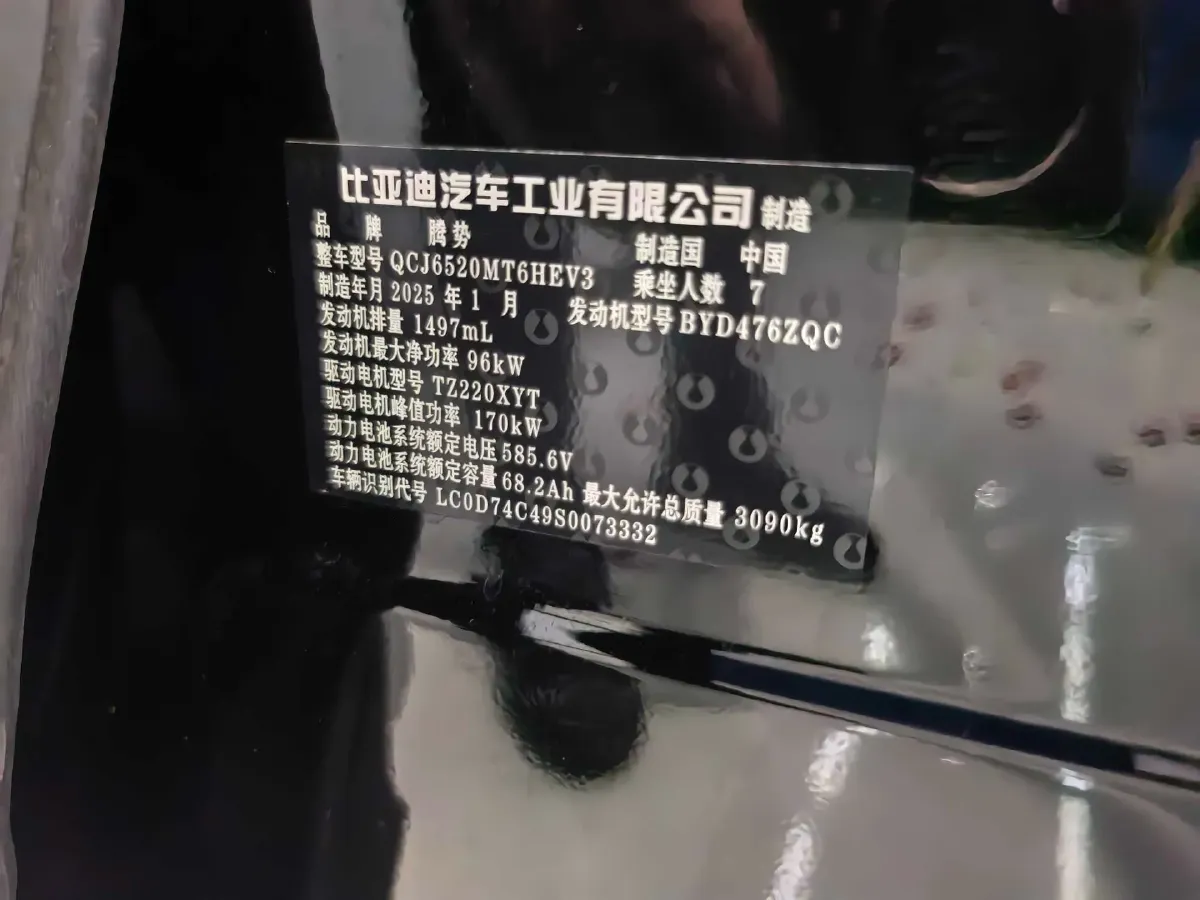 比亚迪汽车工业有限公司 制造
品 牌 腾势 制造国 中国
整车型号 QCJ6520MT6HEV3 乘坐人数 7
制造年月 2025 年 1 月 发动机型号 BYD476ZQC
发动机排量 1497mL
发动机最大净功率 96kW
驱动电机型号 TZ220XYT
驱动电机峰值功率 170kW
动力电池系统额定电压 585.6V
动力电池系统额定容量 68.2Ah 最大允许总质量 3090kg
车辆识别代号 LC0D74C49S0073332